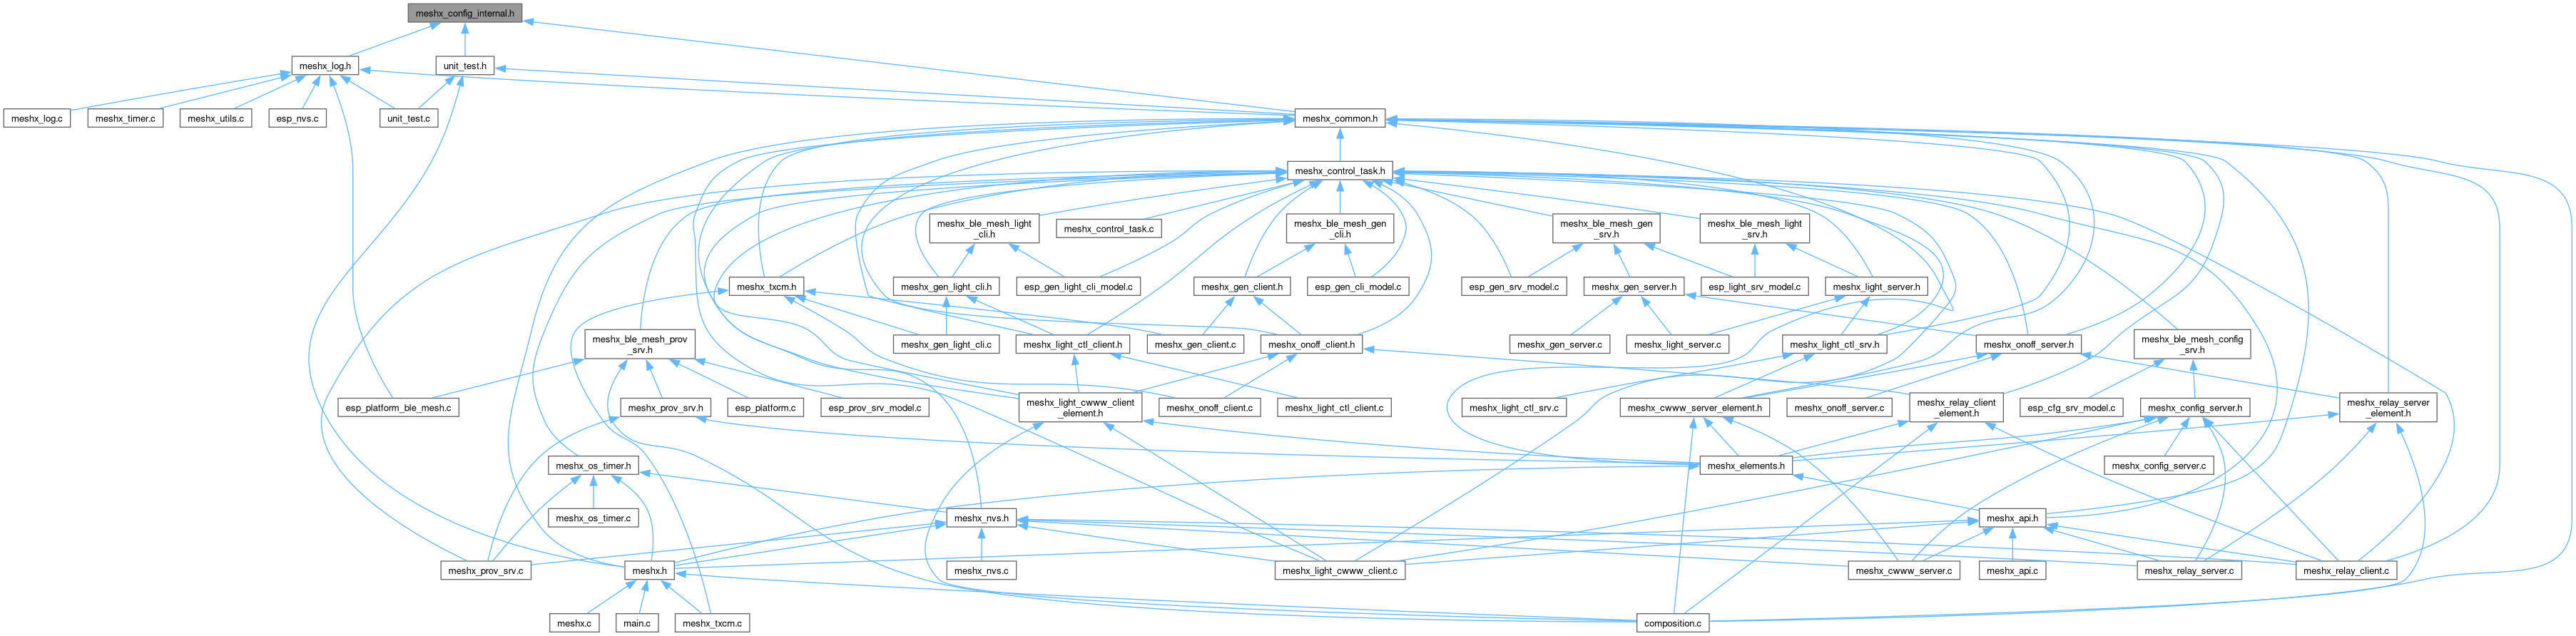 meshx_config_internal.h
meshx_log.h
unit_test.h
meshx_log.c
meshx_timer.c
meshx_utils.c
esp_nvs.c
unit_test.c
meshx_common.h
meshx_control_task.h
meshx_ble_mesh_light
_cli.h
meshx_control_task.c
meshx_ble_mesh_gen
_cli.h
meshx_ble_mesh_gen
_srv.h
meshx_ble_mesh_light
_srv.h
meshx_txcm.h
meshx_gen_light_cli.h
esp_gen_light_cli_model.c
meshx_gen_client.h
esp_gen_cli_model.c
esp_gen_srv_model.c
meshx_gen_server.h
esp_light_srv_model.c
meshx_light_server.h
meshx_ble_mesh_prov
_srv.h
meshx_gen_light_cli.c
meshx_light_ctl_client.h
meshx_gen_client.c
meshx_onoff_client.h
meshx_gen_server.c
meshx_light_server.c
meshx_light_ctl_srv.h
meshx_onoff_server.h
meshx_ble_mesh_config
_srv.h
esp_platform_ble_mesh.c
meshx_prov_srv.h
esp_platform.c
esp_prov_srv_model.c
meshx_light_cwww_client
_element.h
meshx_onoff_client.c
meshx_light_ctl_client.c
meshx_light_ctl_srv.c
meshx_cwww_server_element.h
meshx_onoff_server.c
meshx_relay_client
_element.h
esp_cfg_srv_model.c
meshx_config_server.h
meshx_relay_server
_element.h
meshx_os_timer.h
meshx_elements.h
meshx_config_server.c
meshx_os_timer.c
meshx_nvs.h
meshx_api.h
meshx_prov_srv.c
meshx.h
meshx_nvs.c
meshx_light_cwww_client.c
meshx_cwww_server.c
meshx_api.c
meshx_relay_server.c
meshx_relay_client.c
meshx.c
main.c
meshx_txcm.c
composition.c